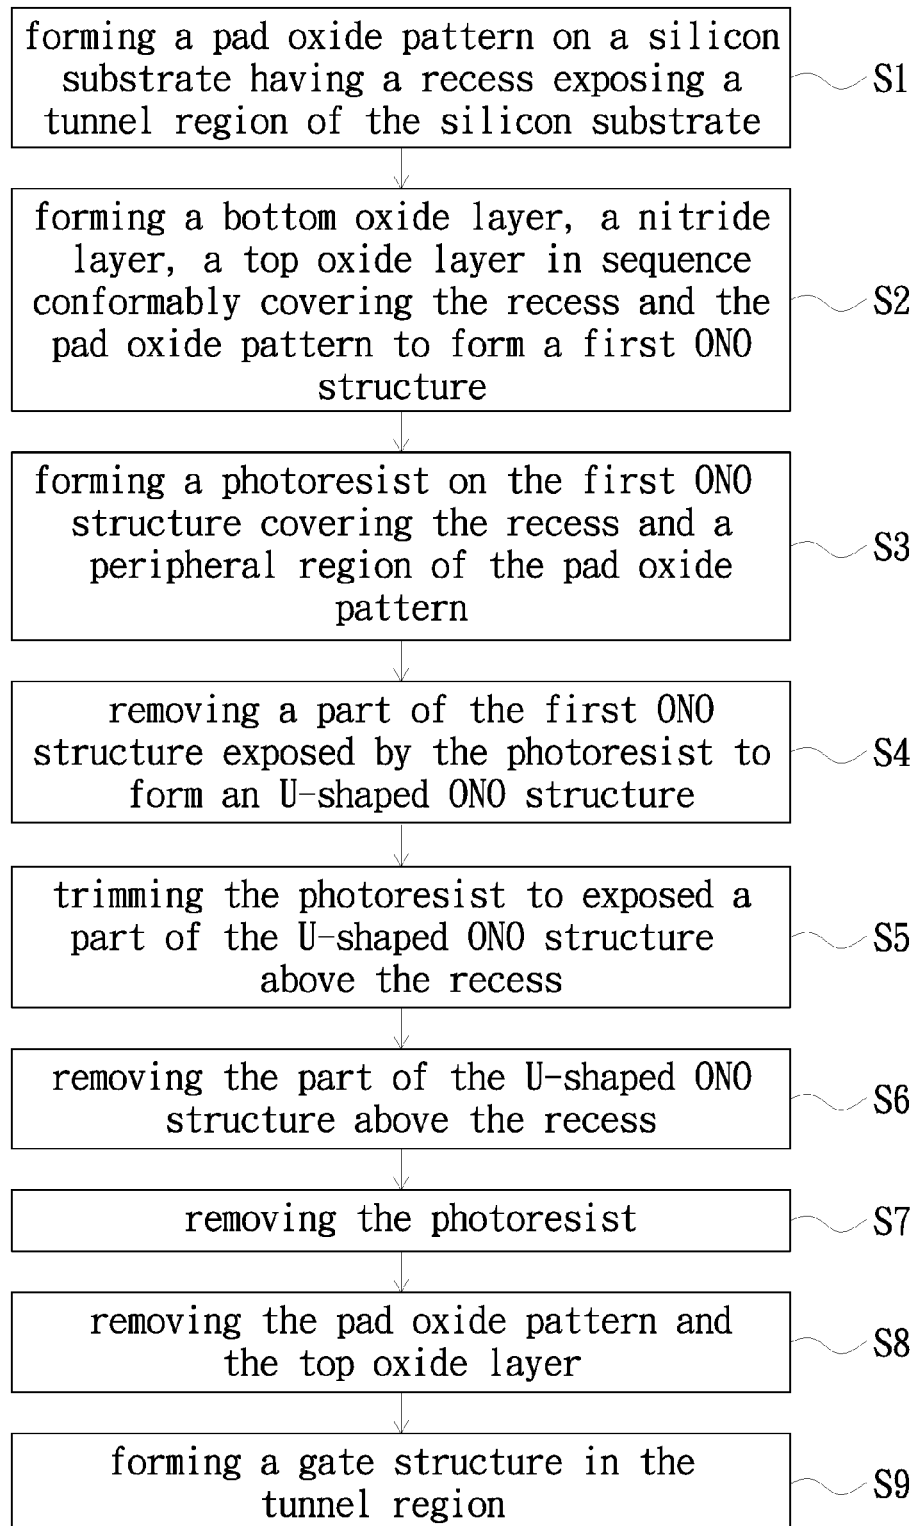 forming a pad oxide pattern on a silicon
substrate having a recess exposing a
tunnel region of the silicon substrate
S1
forming a bottom oxide layer, a nitride
layer, a top oxide layer in sequence
conformably covering the recess and the
pad oxide pattern to form a first ONO
structure
S2
forming a photoresist on the first ONO
structure covering the recess and a
peripheral region of the pad oxide
pattern
S3
removing a part of the first ONO
structure exposed by the photoresist to
form an U-shaped ONO structure
S4
trimming the photoresist to exposed a
part of the U-shaped ONO structure
above the recess
S5
removing the part of the U-shaped ONO
structure above the recess
S6
removing the photoresist
S7
removing the pad oxide pattern and
the top oxide layer
S8
forming a gate structure in the
tunnel region
S9